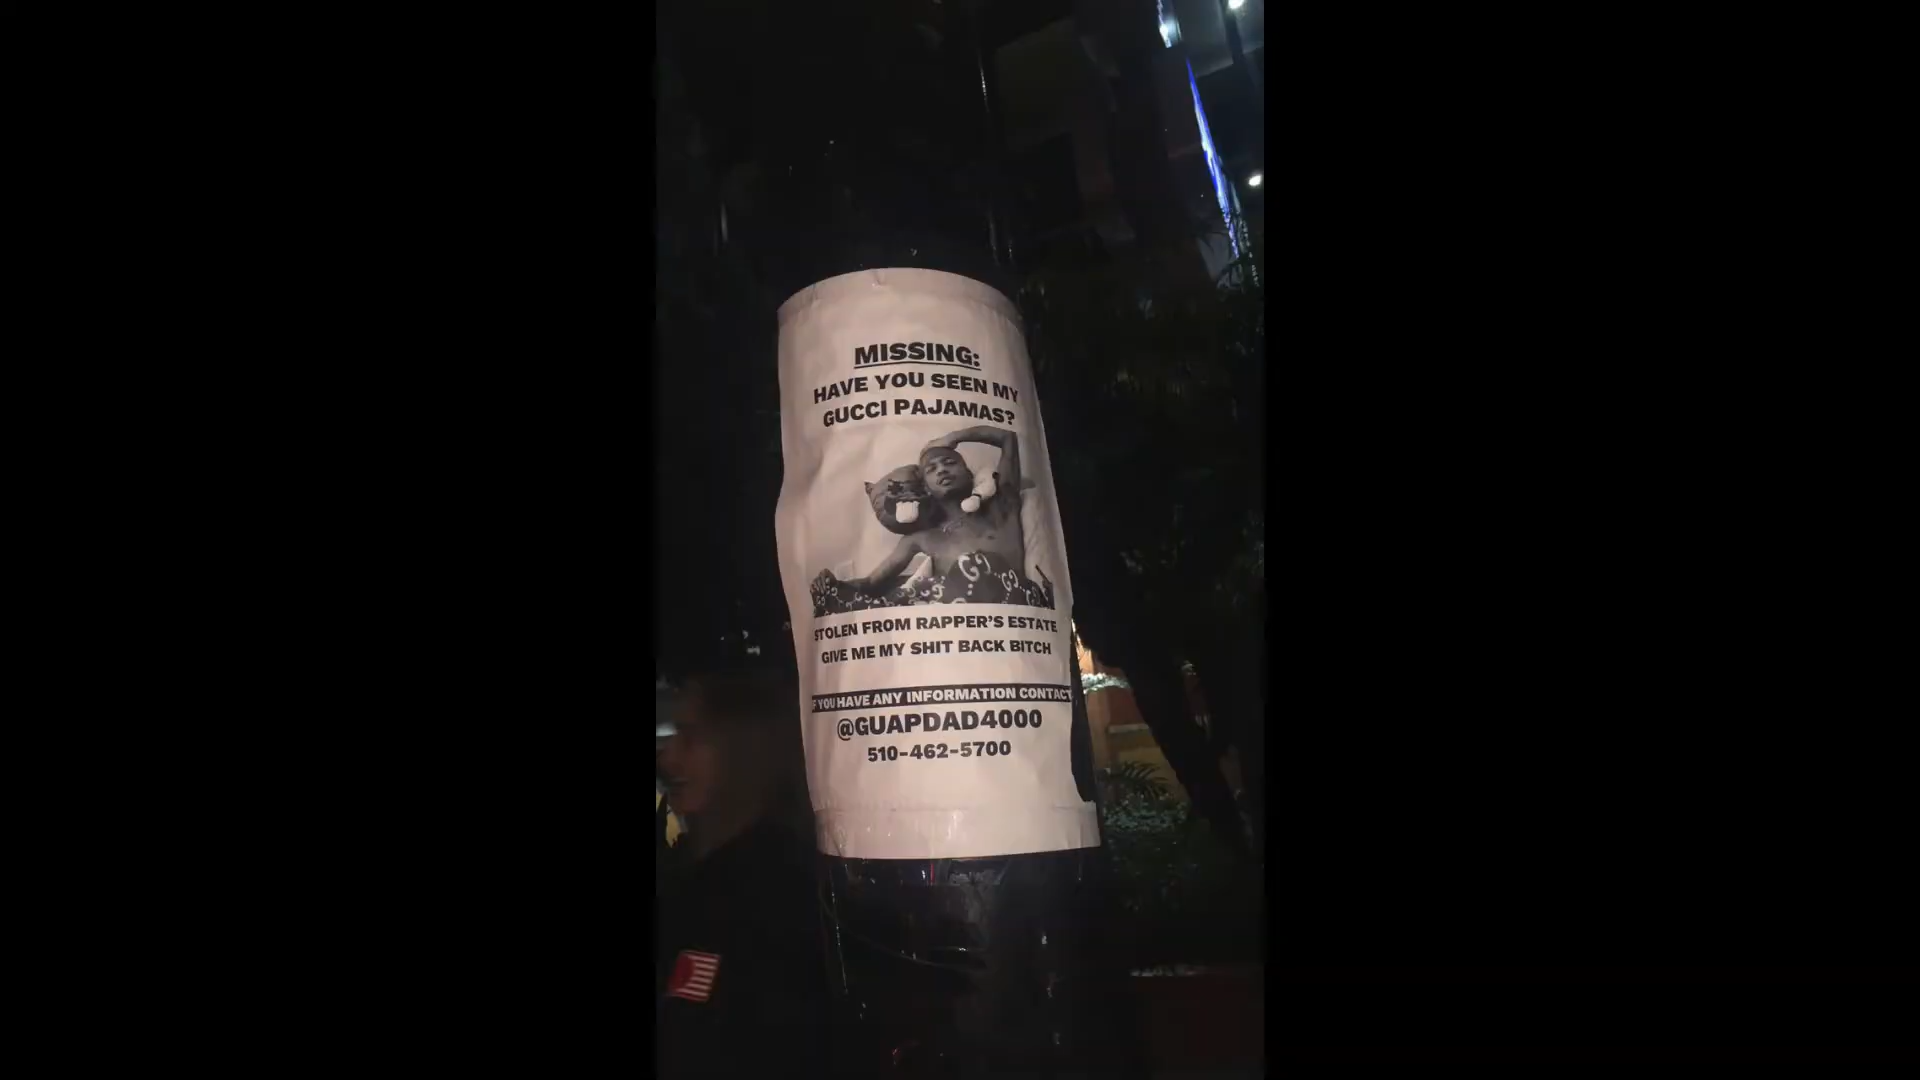 MISSING:
HAVE YOU SEEN MY
GUCCI PAJAMAS?
STOLEN FROM RAPPER'S ESTATE
GIVE ME MY SHIT BACK BITCH
IF YOU HAVE ANY INFORMATION CONTACT
@GUAPDAD4000
510-462-5700